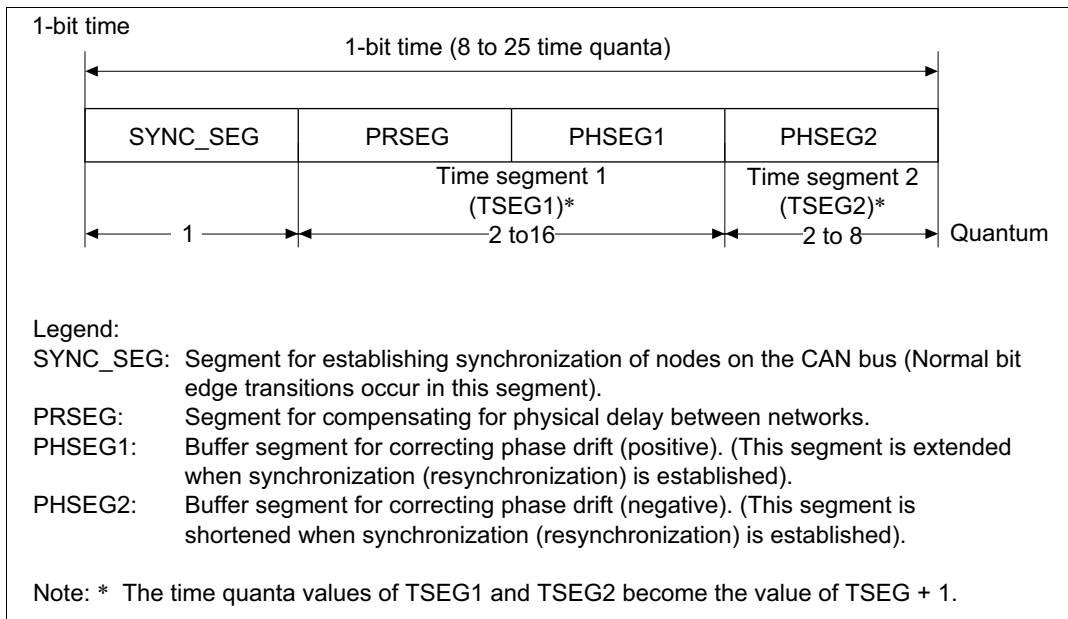 1-bit time
1-bit time (8 to 25 time quanta)
SYNC_SEG PRSEG PHSEG1 PHSEG2
Time segment 1 Time segment 2
(TSEG1)* (TSEG2)*
1 2 to16 2 to 8 Quantum
Legend:
SYNC_SEG: Segment for establishing synchronization of nodes on the CAN bus (Normal bit
edge transitions occur in this segment).
PRSEG: Segment for compensating for physical delay between networks.
PHSEG1: Buffer segment for correcting phase drift (positive). (This segment is extended
when synchronization (resynchronization) is established).
PHSEG2: Buffer segment for correcting phase drift (negative). (This segment is
shortened when synchronization (resynchronization) is established).
Note: * The time quanta values of TSEG1 and TSEG2 become the value of TSEG + 1.